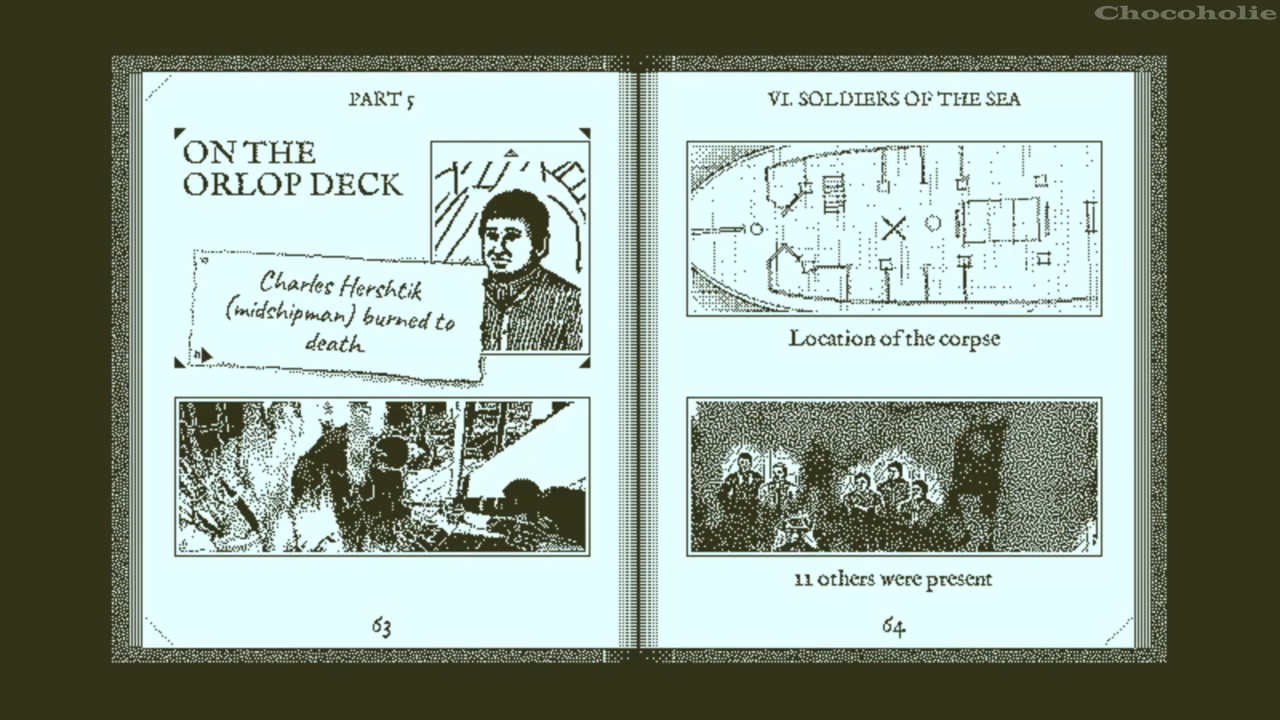 Chocoholie
PART 5
ON THE
ORLOP DECK
Charles Hershtik
(midshipman) burned to
death
63
VI. SOLDIERS OF THE SEA
Location of the corpse
11 others were present
64